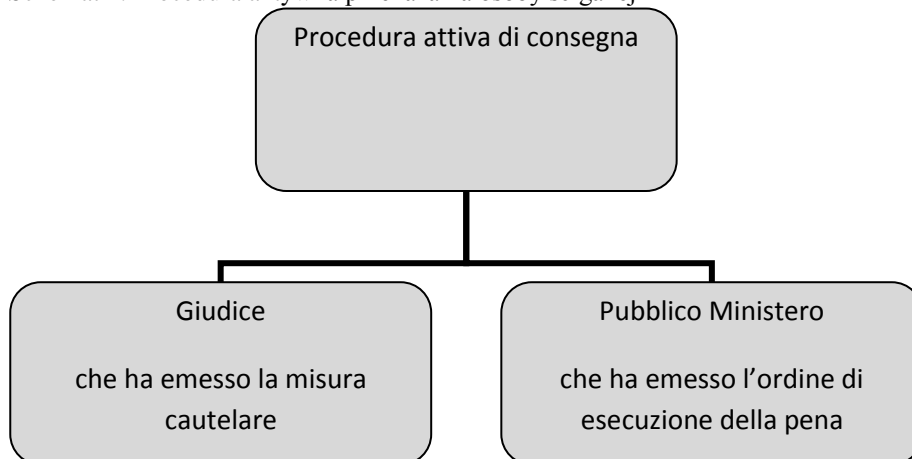 Procedura attiva di consegna
Giudice
che ha emesso la misura
cautelare
Pubblico Ministero
che ha emesso l’ordine di
esecuzione della pena